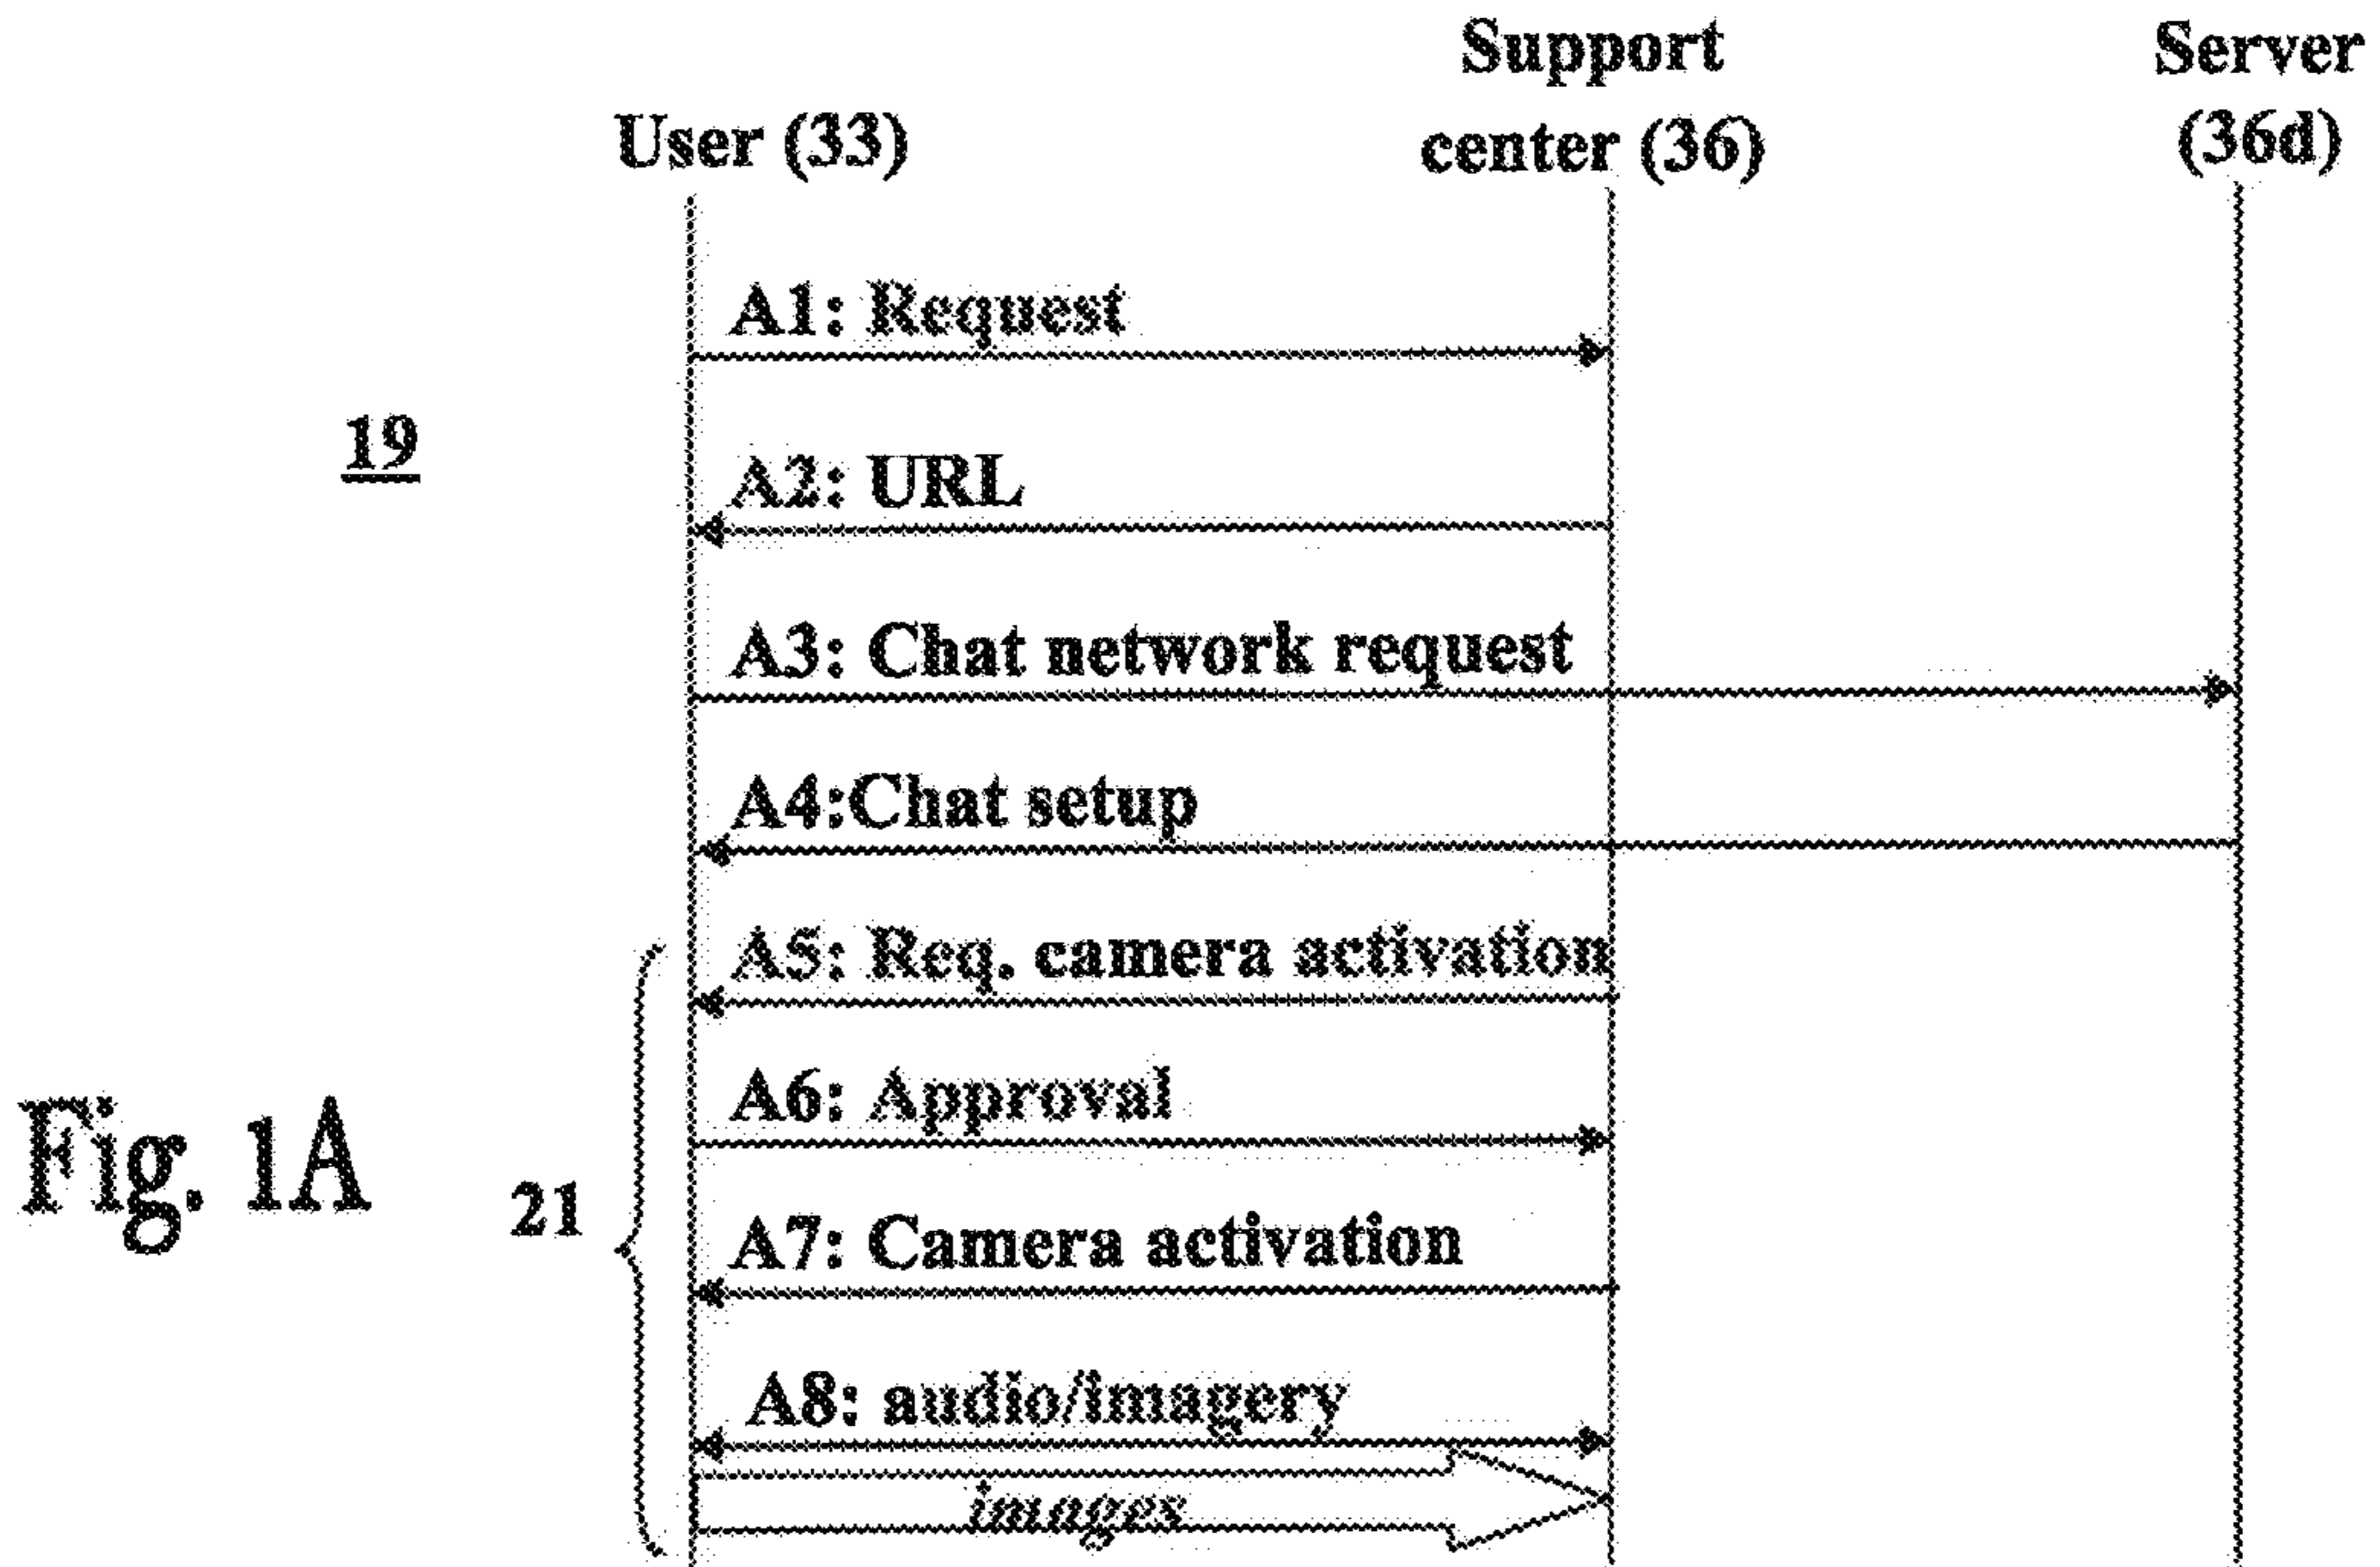 Support
Server
User (33)
center (36)
(36d)
A1: Request
19
A2: URL
A3: Chat network request
A4:Chat setup
A5: Req. camera activation
A6: Approval
Fig. 1A
21
A7: Camera activation
A8: audio/imagery
images